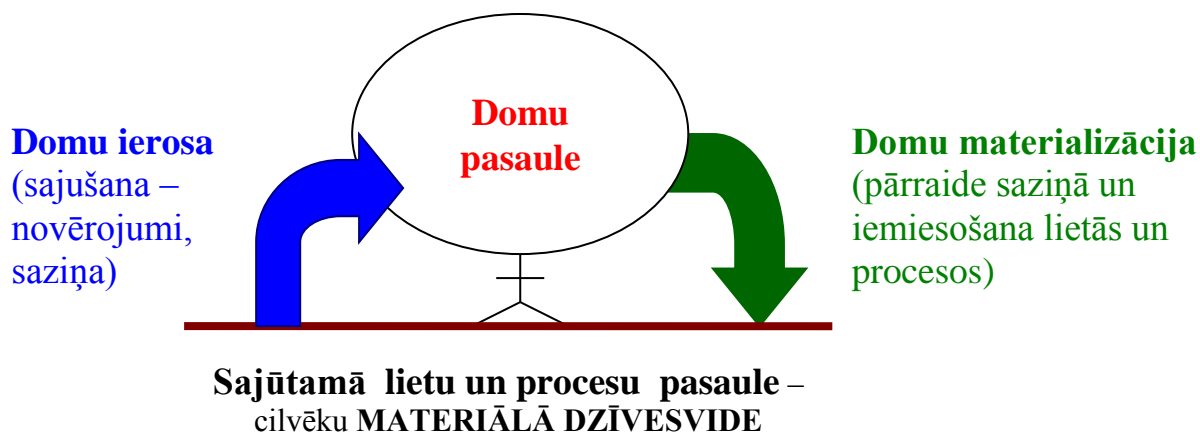 Domu
pasaule
Domu ierosa
(sajušana –
novērojumi,
saziņa)
Domu materializācija
(pārraide saziņā un
iemiesošana lietās un
procesos)
Sajūtamā lietu un procesu pasaule –
cilvēku MATERIĀLĀ DZĪVESVIDE